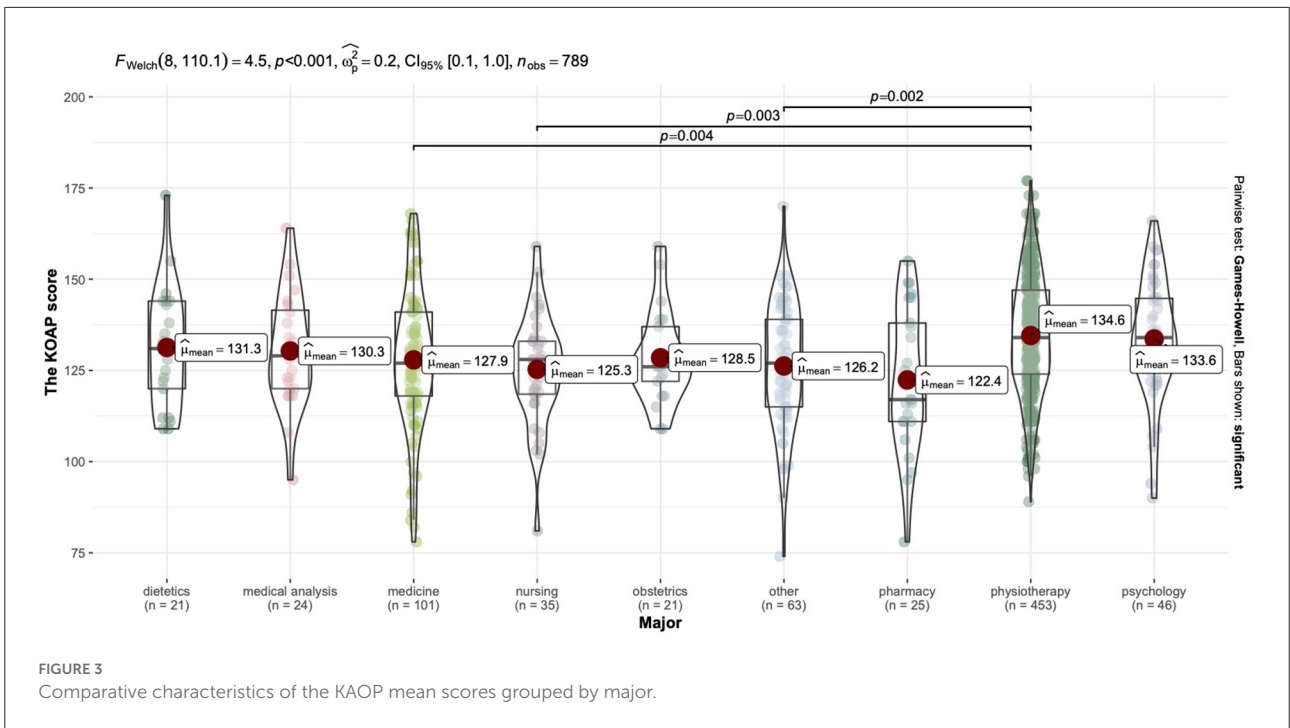 F_Welch(8, 110.1) = 4.5, p<0.001, ω̂²_p = 0.2, CI_95% [0.1, 1.0], n_obs = 789
200
175
150
125
100
75
The KOAP score
p=0.002
p=0.003
p=0.004
μ̂_mean = 131.3
μ̂_mean = 130.3
μ̂_mean = 127.9
μ̂_mean = 125.3
μ̂_mean = 128.5
μ̂_mean = 126.2
μ̂_mean = 122.4
μ̂_mean = 134.6
μ̂_mean = 133.6
Pairwise test: Games-Howell, Bars shown: significant
dietetics
(n = 21)
medical analysis
(n = 24)
medicine
(n = 101)
nursing
(n = 35)
obstetrics
(n = 21)
other
(n = 63)
pharmacy
(n = 25)
physiotherapy
(n = 453)
psychology
(n = 46)
Major
FIGURE 3
Comparative characteristics of the KAOP mean scores grouped by major.